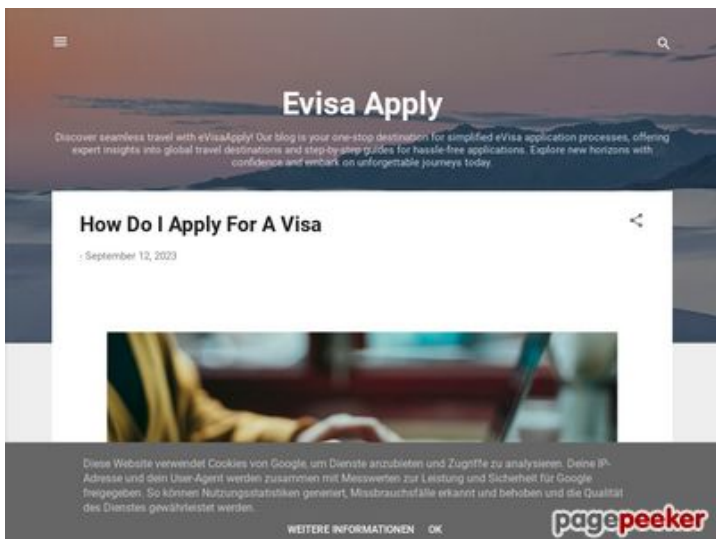 Evisa Apply
Discover seamless travel with eVisaApply! Our blog is your one-stop destination for simplified eVisa application processes, offering
expert insights into global travel destinations and step-by-step guides for hassle-free applications. Explore new horizons with
confidence and embark on unforgettable journeys today.
How Do I Apply For A Visa
- September 12, 2023
Diese Website verwendet Cookies von Google, um Dienste anzubieten und Zugriffe zu analysieren. Deine IP-
Adresse und dein User-Agent werden zusammen mit Messwerten zur Leistung und Sicherheit für Google
freigegeben. So können Nutzungsstatistiken generiert, Missbrauchsfälle erkannt und behoben und die Qualität
des Dienstes gewährleistet werden.
WEITERE INFORMATIONEN OK
pagepeeker